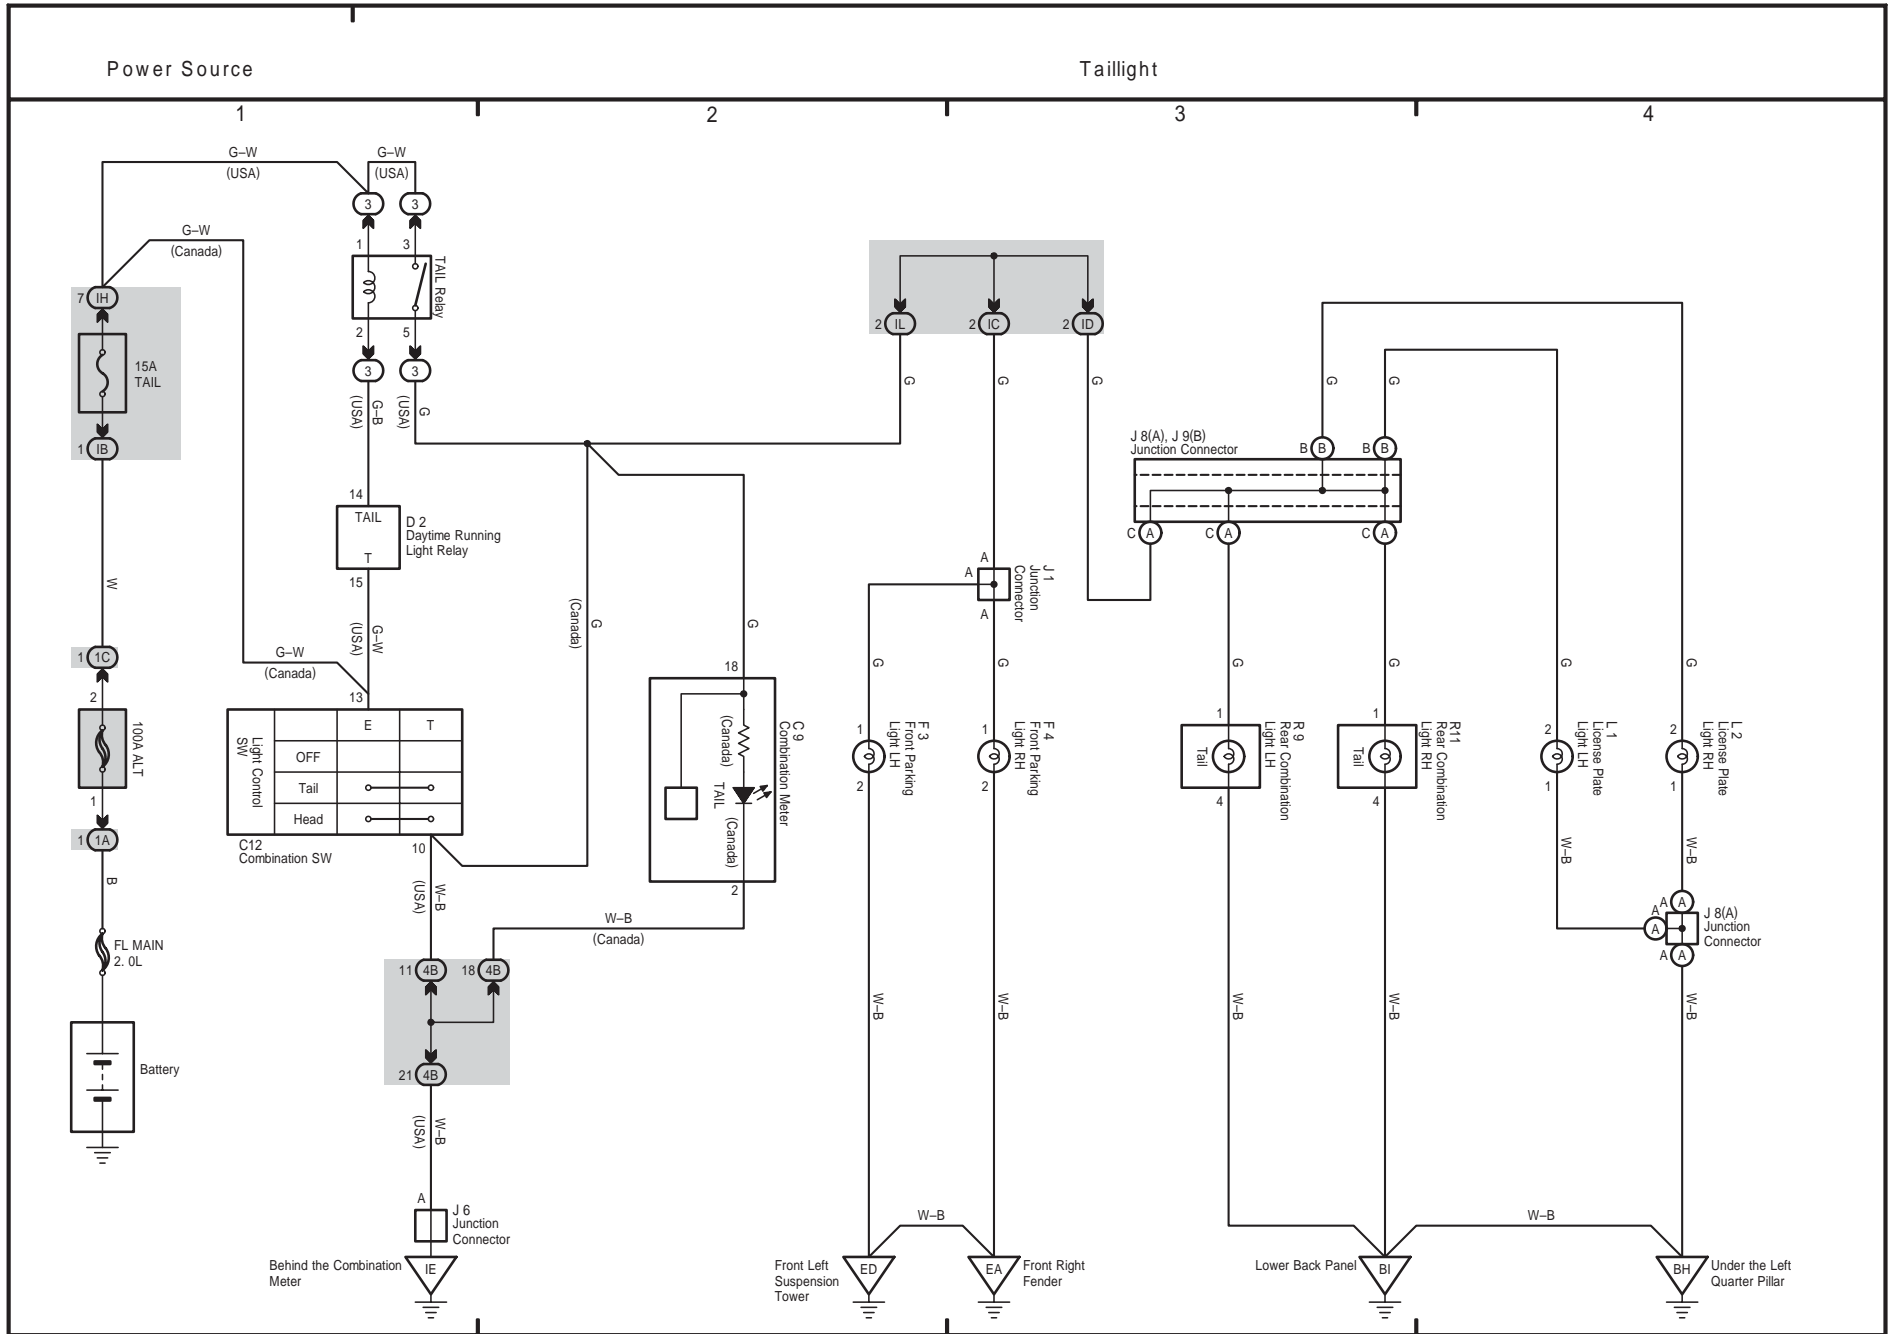 Power Source
Taillight
1
2
3
4
G–W
(USA)
G–W
(USA)
3
3
G–W
(Canada)
1
3
TAIL Relay
2
5
3
3
7
IH
15A
TAIL
1
IB
G–B
(USA)
G
(USA)
2
IL
2
IC
2
ID
G
G
G
G
G
J 8(A), J 9(B)
Junction Connector
B
B
B
B
C
A
C
A
C
A
14
TAIL
T
15
D 2
Daytime Running
Light Relay
W
G–W
(USA)
G
(Canada)
G
A
A
A
J 1
Junction
Connector
1
1C
2
100A ALT
1
1
1A
B
FL MAIN
2. 0L
Battery
G–W
(Canada)
13
Light Control
SW
E
T
OFF
Tail
Head
C12
Combination SW
10
W–B
(USA)
18
(Canada)
TAIL
(Canada)
C 9
Combination Meter
2
W–B
(Canada)
11
4B
18
4B
21
4B
W–B
(USA)
A
J 6
Junction
Connector
Behind the Combination
Meter
IE
G
G
G
G
G
G
1
F 3
Front Parking
Light LH
2
1
F 4
Front Parking
Light RH
2
1
Tail
R 9
Rear Combination
Light LH
4
1
Tail
R11
Rear Combination
Light RH
4
2
L 1
License Plate
Light LH
1
2
L 2
License Plate
Light RH
1
W–B
W–B
A
A
A
A
A
A
J 8(A)
Junction
Connector
W–B
W–B
W–B
W–B
W–B
W–B
W–B
Front Left
Suspension
Tower
ED
EA
Front Right
Fender
Lower Back Panel
BI
BH
Under the Left
Quarter Pillar